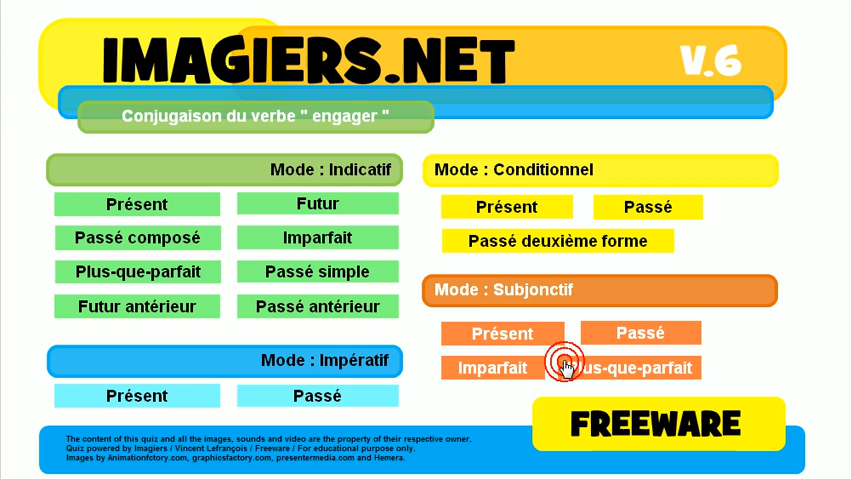 IMAGIERS.NET
V.6
Conjugaison du verbe " engager "
Mode : Indicatif
Présent
Futur
Passé composé
Imparfait
Plus-que-parfait
Passé simple
Futur antérieur
Passé antérieur
Mode : Impératif
Présent
Passé
Mode : Conditionnel
Présent
Passé
Passé deuxième forme
Mode : Subjonctif
Présent
Passé
Imparfait
Plus-que-parfait
FREEWARE
The content of this quiz and all the images, sounds and video are the property of their respective owner.
Quiz powered by Imagiers / Vincent Lefrançois / Freeware / For educational purpose only.
Images by Animationfctory.com, graphicsfactory.com, presentermedia.com and Hemera.